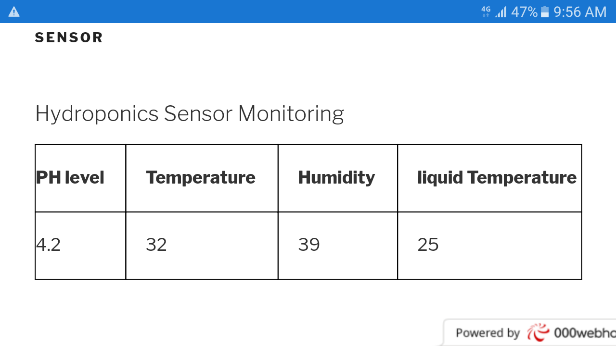 4G 47% 9:56 AM
SENSOR
Hydroponics Sensor Monitoring
PH level Temperature Humidity liquid Temperature
4.2 32 39 25
Powered by 000webho